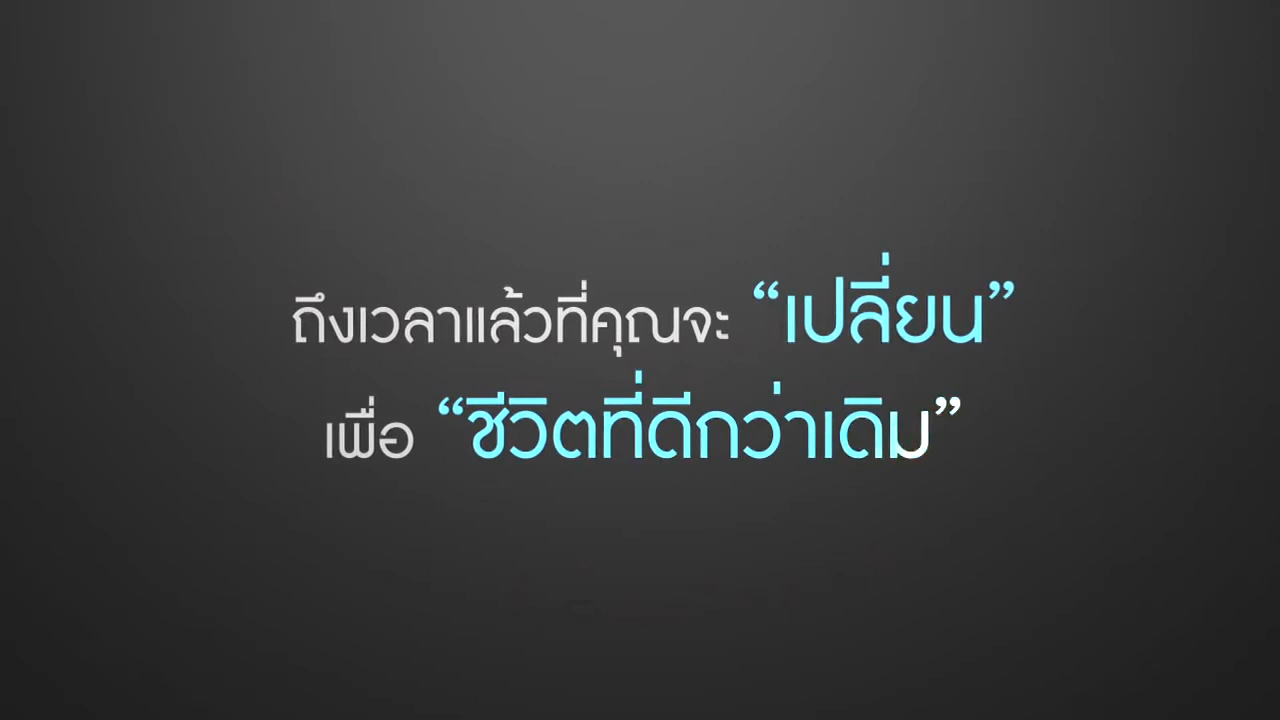 ถึงเวลาแล้วที่คุณจะ “เปลี่ยน”
เพื่อ “ชีวิตที่ดีกว่าเดิม”